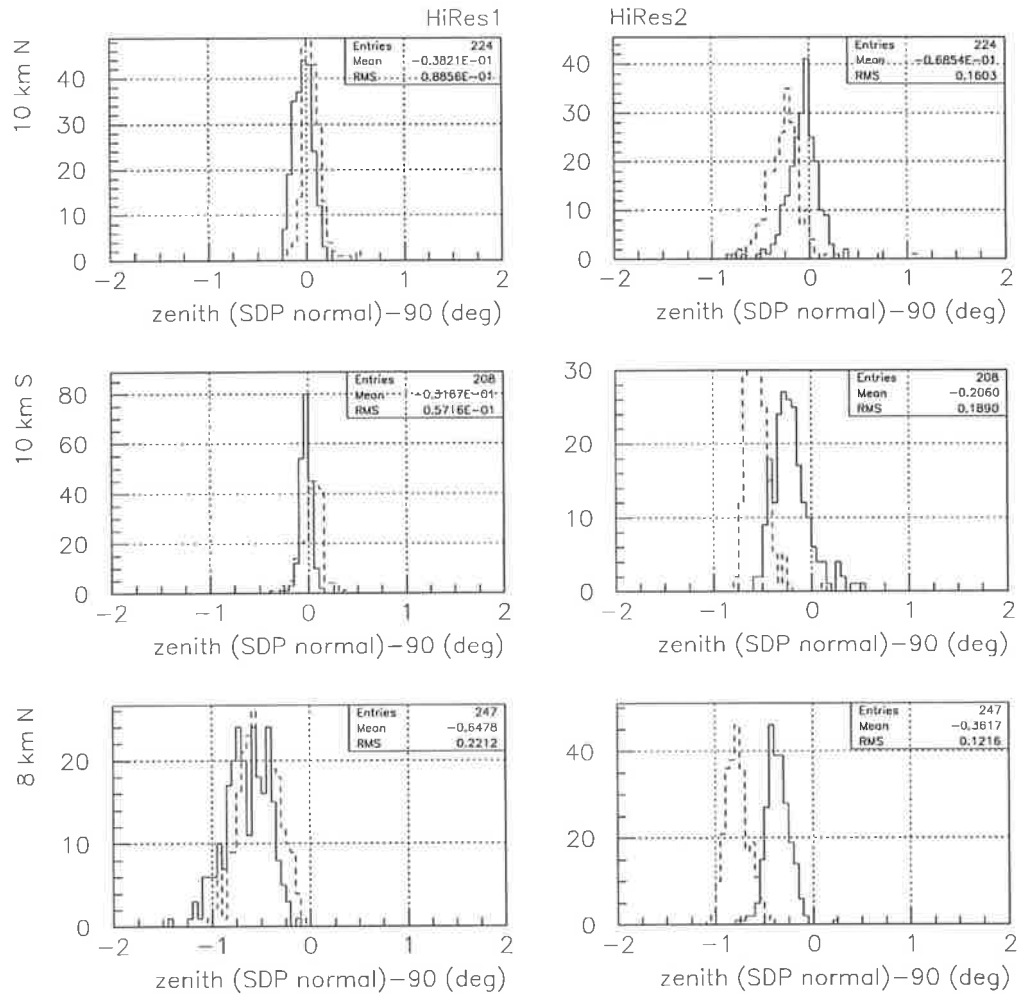 HiRes1
HiRes2
10 km N
Entries 224
Mean −0.3821E−01
RMS 0.8856E−01
40
30
20
10
0
−2 −1 0 1 2
zenith (SDP normal)−90 (deg)
Entries 224
Mean −0.6854E−01
RMS 0.1603
40
30
20
10
0
−2 −1 0 1 2
zenith (SDP normal)−90 (deg)
10 km S
Entries 208
Mean −0.3167E−01
RMS 0.5716E−01
80
60
40
20
0
−2 −1 0 1 2
zenith (SDP normal)−90 (deg)
Entries 208
Mean −0.2060
RMS 0.1890
30
20
10
0
−2 −1 0 1 2
zenith (SDP normal)−90 (deg)
8 km N
Entries 247
Mean −0.6478
RMS 0.2212
20
10
0
−2 −1 0 1 2
zenith (SDP normal)−90 (deg)
Entries 247
Mean −0.3617
RMS 0.1216
40
20
0
−2 −1 0 1 2
zenith (SDP normal)−90 (deg)